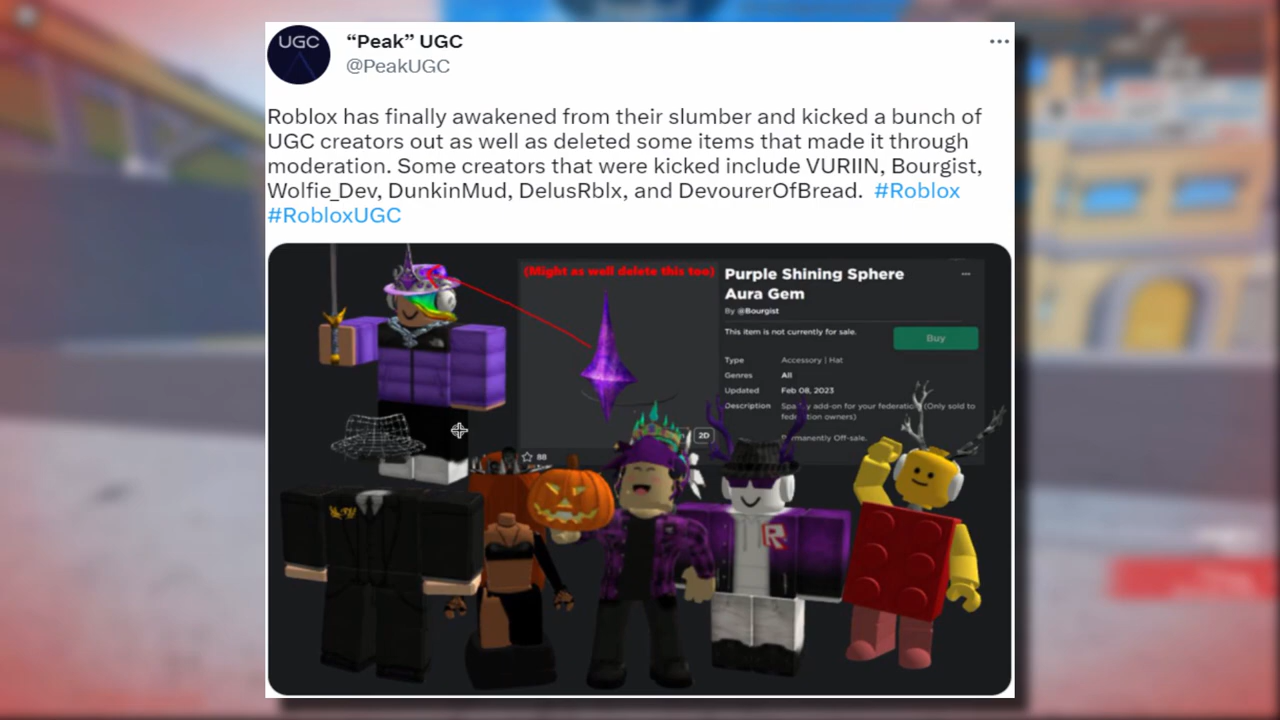 UGC
“Peak” UGC
@PeakUGC
Roblox has finally awakened from their slumber and kicked a bunch of
UGC creators out as well as deleted some items that made it through
moderation. Some creators that were kicked include VURIIN, Bourgist,
Wolfie_Dev, DunkinMud, DelusRblx, and DevourerOfBread. #Roblox
#RobloxUGC
(Might as well delete this too)
Purple Shining Sphere
Aura Gem
By @Bourgist
This item is not currently for sale.
Buy
Type Accessory | Hat
Genres All
Updated Feb 08, 2023
Description add-on for your federation (Only sold to
owners)
Permanently Off-sale.
2D
88
R